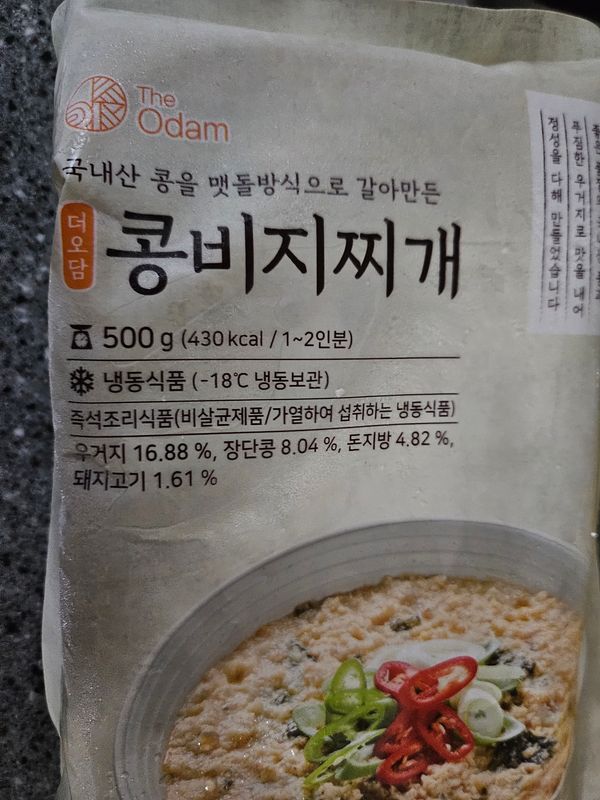 The
Odam
국내산 콩을 맷돌방식으로 갈아만든
더오담
콩비지찌개
500 g (430 kcal / 1~2인분)
냉동식품 (-18℃ 냉동보관)
즉석조리식품(비살균제품/가열하여 섭취하는 냉동식품)
우거지 16.88 %, 장단콩 8.04 %, 돈지방 4.82 %,
돼지고기 1.61 %
푸짐한 우거지로 맛을 내어
정성을 다해 만들었습니다